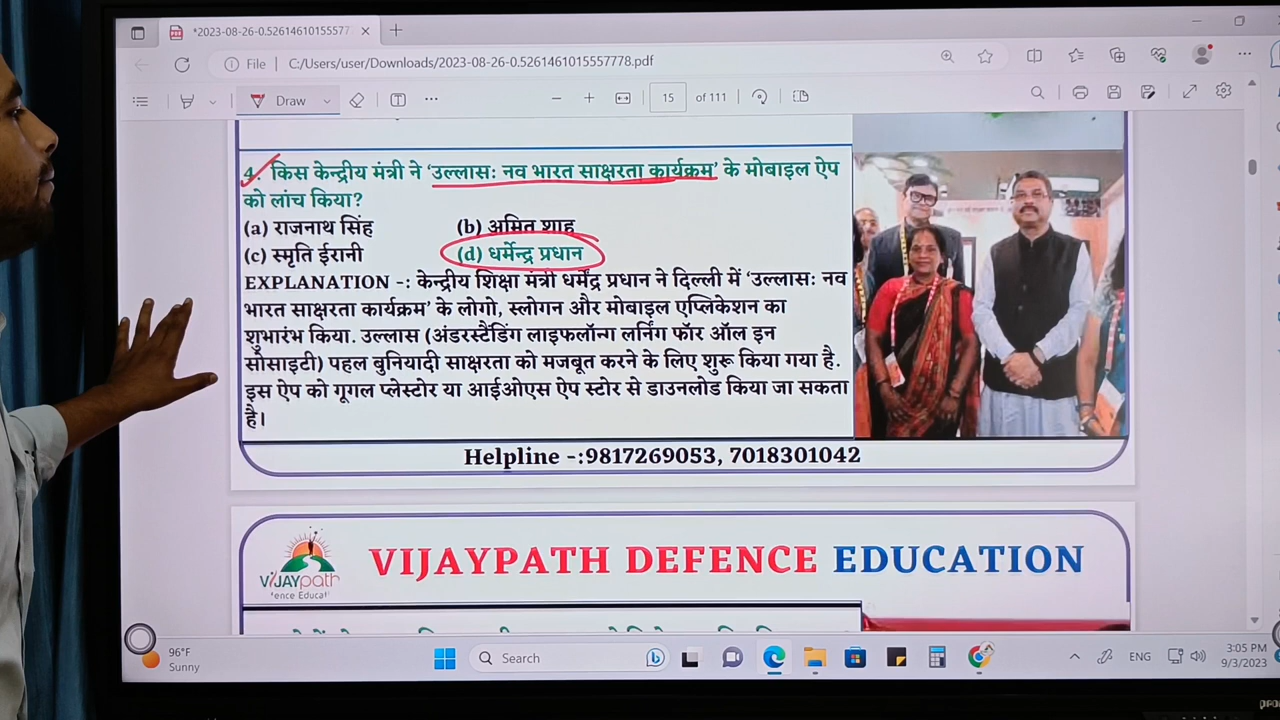 *2023-08-26-0.52614610155577
File
C:/Users/user/Downloads/2023-08-26-0.5261461015557778.pdf
Draw
15 of 111
4. किस केन्द्रीय मंत्री ने ‘उल्लास: नव भारत साक्षरता कार्यक्रम’ के मोबाइल ऐप
को लांच किया?
(a) राजनाथ सिंह (b) अमित शाह
(c) स्मृति ईरानी (d) धर्मेन्द्र प्रधान
EXPLANATION -: केन्द्रीय शिक्षा मंत्री धर्मेंद्र प्रधान ने दिल्ली में ‘उल्लास: नव
भारत साक्षरता कार्यक्रम’ के लोगो, स्लोगन और मोबाइल एप्लिकेशन का
शुभारंभ किया. उल्लास (अंडरस्टैंडिंग लाइफलॉन्ग लर्निंग फॉर ऑल इन
सोसाइटी) पहल बुनियादी साक्षरता को मजबूत करने के लिए शुरू किया गया है.
इस ऐप को गूगल प्लेस्टोर या आईओएस ऐप स्टोर से डाउनलोड किया जा सकता
है।
Helpline -:9817269053, 7018301042
VIJAYPATH DEFENCE EDUCATION
VIJAYpath
96°F
Sunny
Search
ENG
3:05 PM
9/3/2023